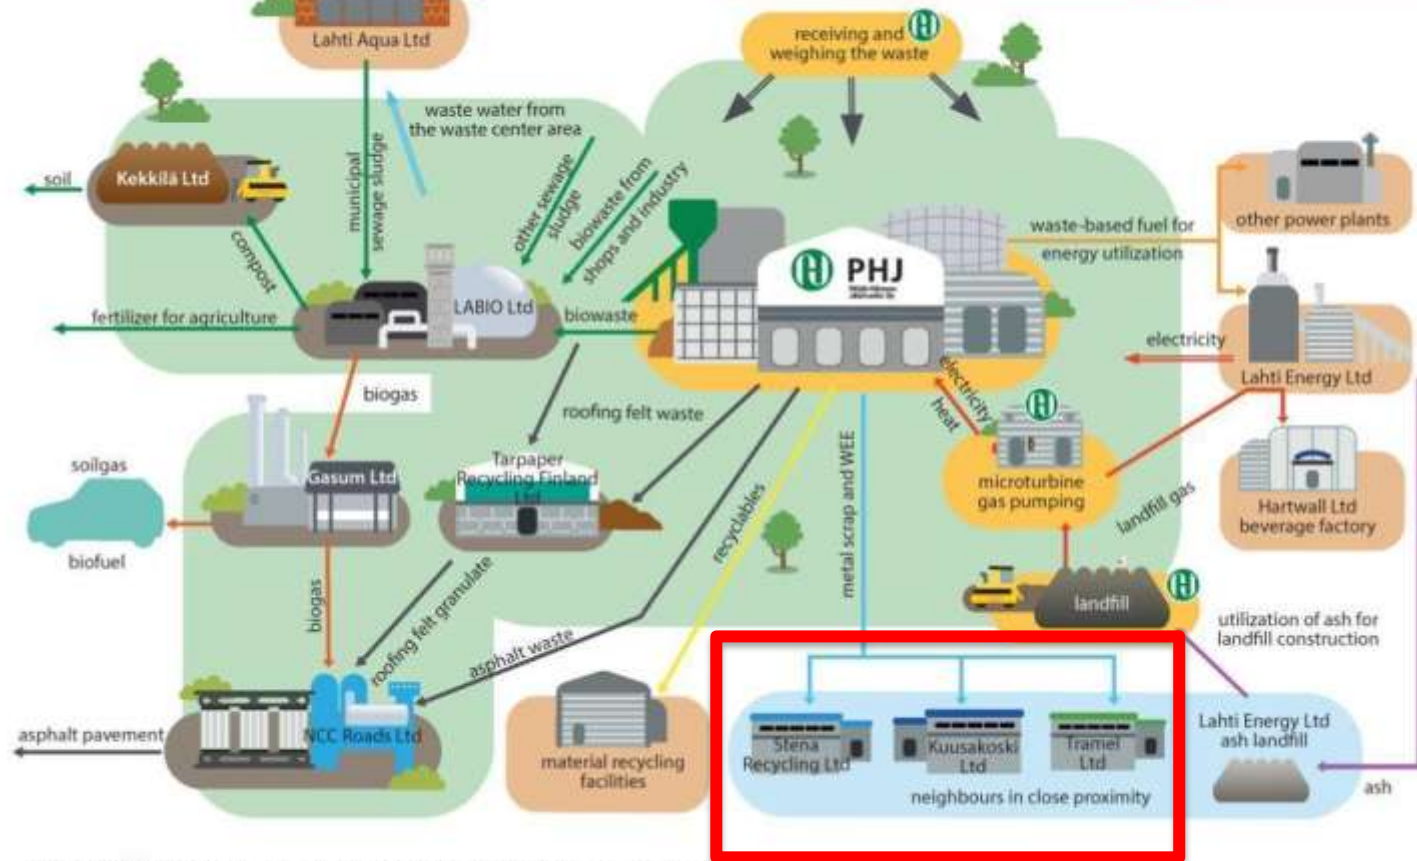 Lahti Aqua Ltd
receiving and
weighing the waste
waste water from
the waste center area
municipal
sewage sludge
other sewage
sludge
biowaste from
shops and industry
soil
Kekkilä Ltd
compost
fertilizer for agriculture
LABIO Ltd
biowaste
PHJ
waste-based fuel for
energy utilization
other power plants
electricity
Lahti Energy Ltd
electricity
heat
biogas
roofing felt waste
soilgas
Gasum Ltd
biofuel
Tarpaper
Recycling Finland
Ltd
recyclables
metal scrap and WEE
microturbine
gas pumping
landfill gas
Hartwall Ltd
beverage factory
landfill
utilization of ash for
landfill construction
biogas
roofing felt granulate
asphalt waste
asphalt pavement
NCC Roads Ltd
material recycling
facilities
Stena
Recycling Ltd
Kuusakoski
Ltd
Tramel
Ltd
neighbours in close proximity
Lahti Energy Ltd
ash landfill
ash